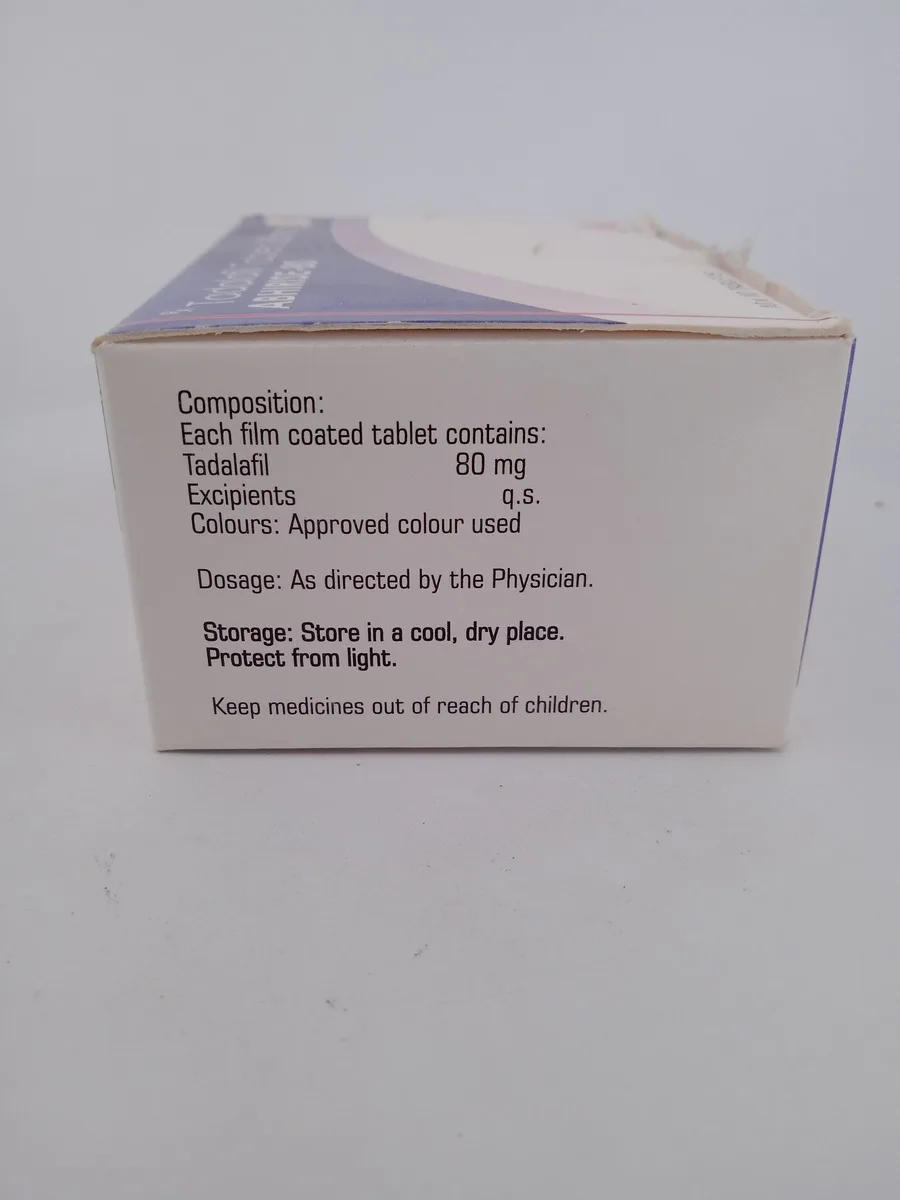 ℞ Tadalafil
Composition:
Each film coated tablet contains:
Tadalafil 80 mg
Excipients q.s.
Colours: Approved colour used
Dosage: As directed by the Physician.
Storage: Store in a cool, dry place.
Protect from light.
Keep medicines out of reach of children.